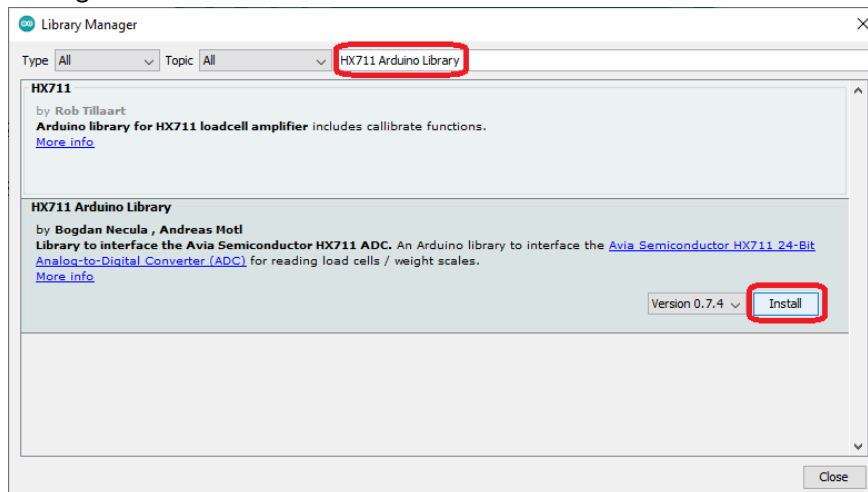 Library Manager
Type All Topic All HX711 Arduino Library
HX711
by Rob Tillaart
Arduino library for HX711 loadcell amplifier includes callibrate functions.
More info
HX711 Arduino Library
by Bogdan Necula , Andreas Motl
Library to interface the Avia Semiconductor HX711 ADC. An Arduino library to interface the Avia Semiconductor HX711 24-Bit
Analog-to-Digital Converter (ADC) for reading load cells / weight scales.
More info
Version 0.7.4 Install
Close